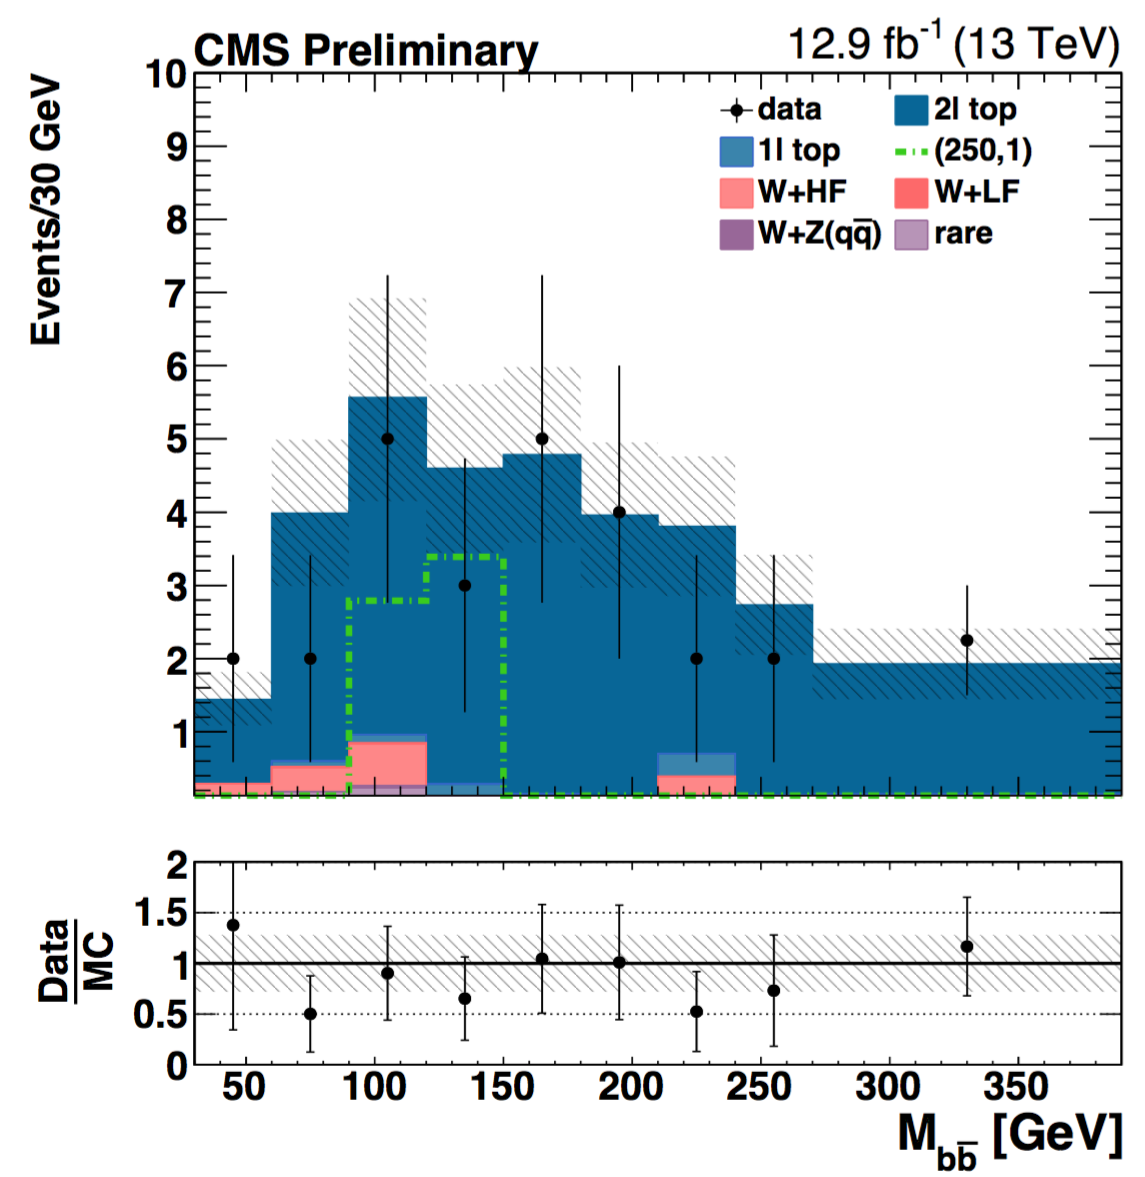 CMS Preliminary 12.9 fb⁻¹ (13 TeV)
Events/30 GeV
10
9
8
7
6
5
4
3
2
1
data 2l top
1l top (250,1)
W+HF W+LF
W+Z(qq̅) rare
Data
MC
2
1.5
1
0.5
0
50 100 150 200 250 300 350
M_bb̅ [GeV]